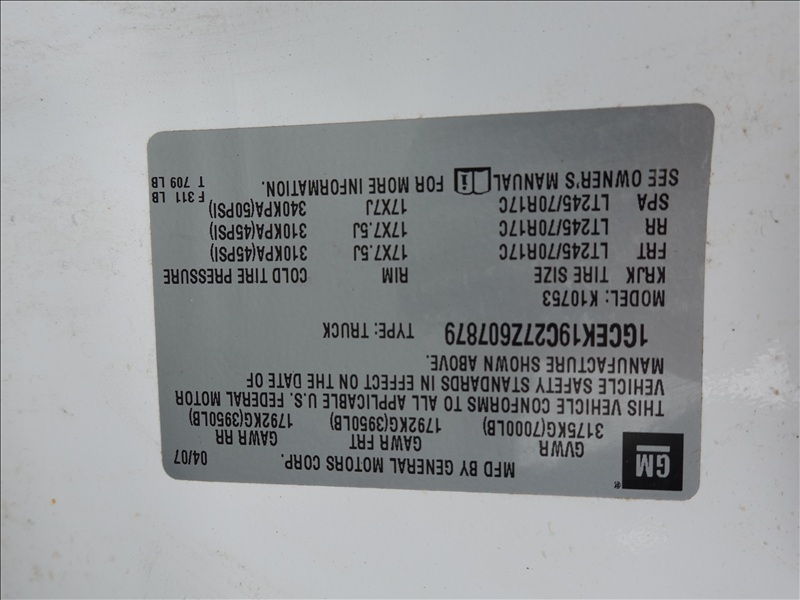 GM
MFD BY GENERAL MOTORS CORP. 04/07
GVWR GAWR FRT GAWR RR
3175KG(7000LB) 1792KG(3950LB) 1792KG(3950LB)
THIS VEHICLE CONFORMS TO ALL APPLICABLE U.S. FEDERAL MOTOR
VEHICLE SAFETY STANDARDS IN EFFECT ON THE DATE OF
MANUFACTURE SHOWN ABOVE.
1GCEK19C27Z607879 TYPE: TRUCK
MODEL: K10753
KRJK TIRE SIZE RIM COLD TIRE PRESSURE
FRT LT245/70R17C 17X7.5J 310KPA(45PSI)
RR LT245/70R17C 17X7.5J 310KPA(45PSI)
SPA LT245/70R17C 17X7J 340KPA(50PSI)
SEE OWNER'S MANUAL i FOR MORE INFORMATION.
F 311 LB
T 709 LB